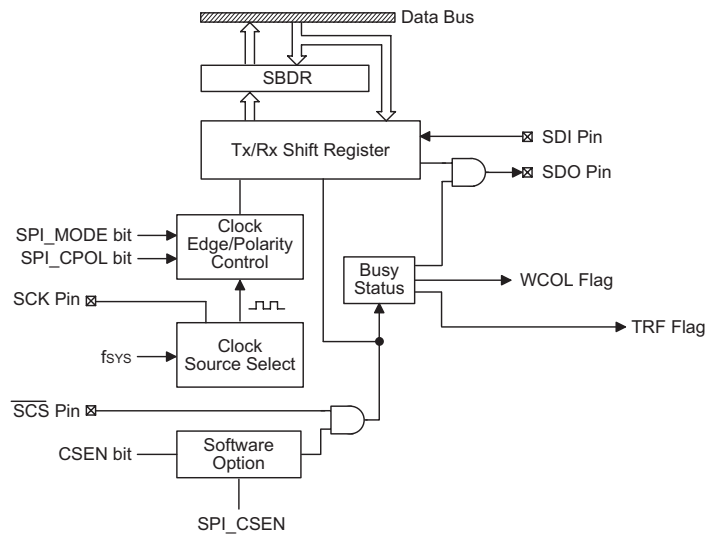 Data Bus
SBDR
Tx/Rx Shift Register
SDI Pin
SDO Pin
SPI_MODE bit
SPI_CPOL bit
Clock
Edge/Polarity
Control
Busy
Status
WCOL Flag
TRF Flag
SCK Pin
fSYS
Clock
Source Select
SCS Pin
CSEN bit
Software
Option
SPI_CSEN